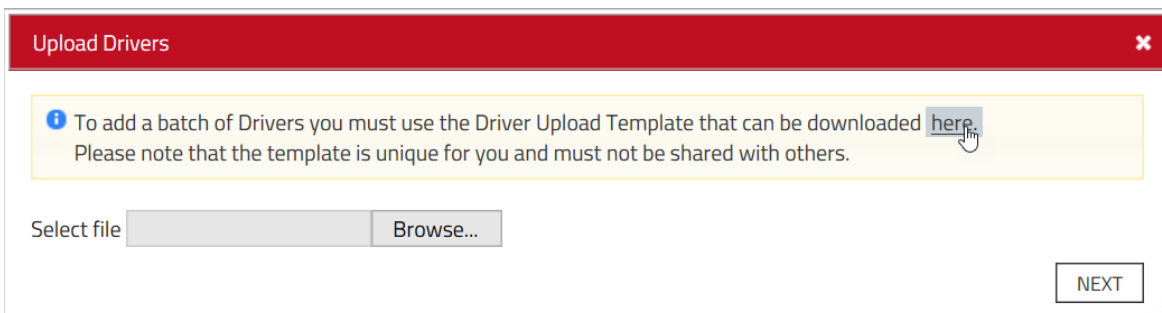 Upload Drivers
To add a batch of Drivers you must use the Driver Upload Template that can be downloaded here.
Please note that the template is unique for you and must not be shared with others.
Select file Browse...
NEXT